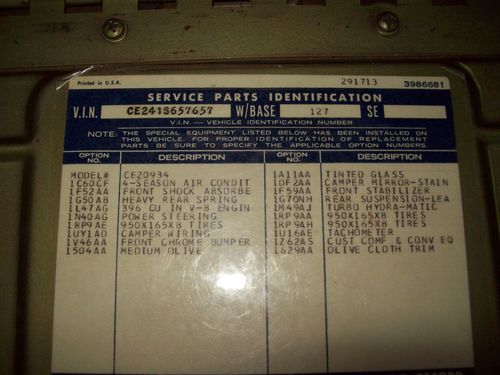 Printed in U.S.A. 291713 3986681
SERVICE PARTS IDENTIFICATION
V.I.N. CE241S657657 W/BASE 127 SE
V.I.N. — VEHICLE IDENTIFICATION NUMBER
NOTE: THE SPECIAL EQUIPMENT LISTED BELOW HAS BEEN INSTALLED ON
THIS VEHICLE. FOR PROPER IDENTIFICATION OF REPLACEMENT
PARTS BE SURE TO SPECIFY THE APPLICABLE OPTION NUMBERS.
OPTION NO. DESCRIPTION OPTION NO. DESCRIPTION
MODEL# CE20934 1A11AA TINTED GLASS
1C60CF 4-SEASON AIR CONDIT 1DF2AA CAMPER MIRROR-STAIN
1F52AA FRONT SHOCK ABSORBE 1F59AA FRONT STABILZER
1G50AB HEAVY REAR SPRING 1G70NH REAR SUSPENSION-LEA
1L47AG 396 CU IN V-8 ENGIN 1M49AJ TURBO HYDRA-MATIC
1N40AG POWER STEERING 1RP9AA 950X165X8 TIRES
1RP9AE 950X165X8 TIRES 1RP9AH 950X165X8 TIRES
1UY1AD CAMPER WIRING 1U16AE TACHOMETER
1V46AA FRONT CHROME BUMPER 1Z62AS CUST COMF & CONV EQ
1504AA MEDIUM OLIVE 1629AA OLIVE CLOTH TRIM